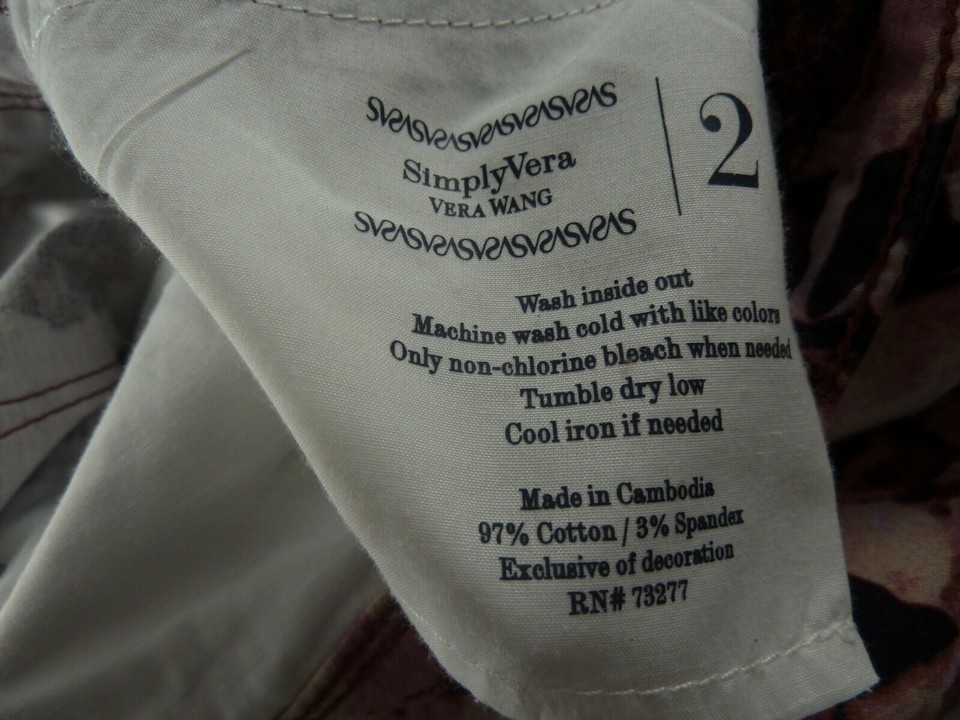 SVSVSVSVSVSVSVS
SimplyVera
VERA WANG
2
Wash inside out
Machine wash cold with like colors
Only non-chlorine bleach when needed
Tumble dry low
Cool iron if needed
Made in Cambodia
97% Cotton / 3% Spandex
Exclusive of decoration
RN# 73277